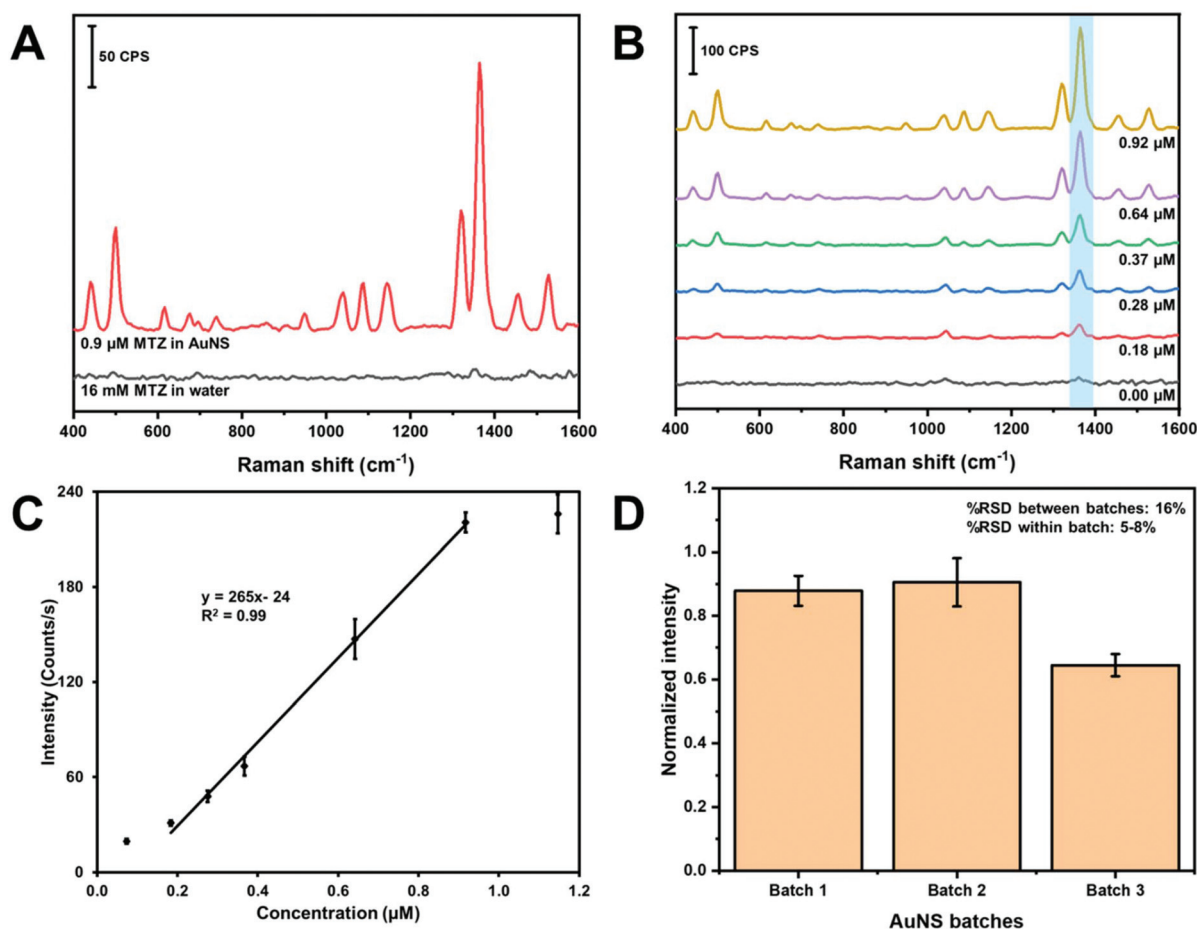 A
50 CPS
0.9 µM MTZ in AuNS
16 mM MTZ in water
400 600 800 1000 1200 1400 1600
Raman shift (cm⁻¹)
B
100 CPS
0.92 µM
0.64 µM
0.37 µM
0.28 µM
0.18 µM
0.00 µM
400 600 800 1000 1200 1400 1600
Raman shift (cm⁻¹)
C
240
180
120
60
0
Intensity (Counts/s)
y = 265x- 24
R² = 0.99
0.0 0.2 0.4 0.6 0.8 1.0 1.2
Concentration (µM)
D
1.2
1.0
0.8
0.6
0.4
0.2
0.0
Normalized intensity
%RSD between batches: 16%
%RSD within batch: 5-8%
Batch 1 Batch 2 Batch 3
AuNS batches